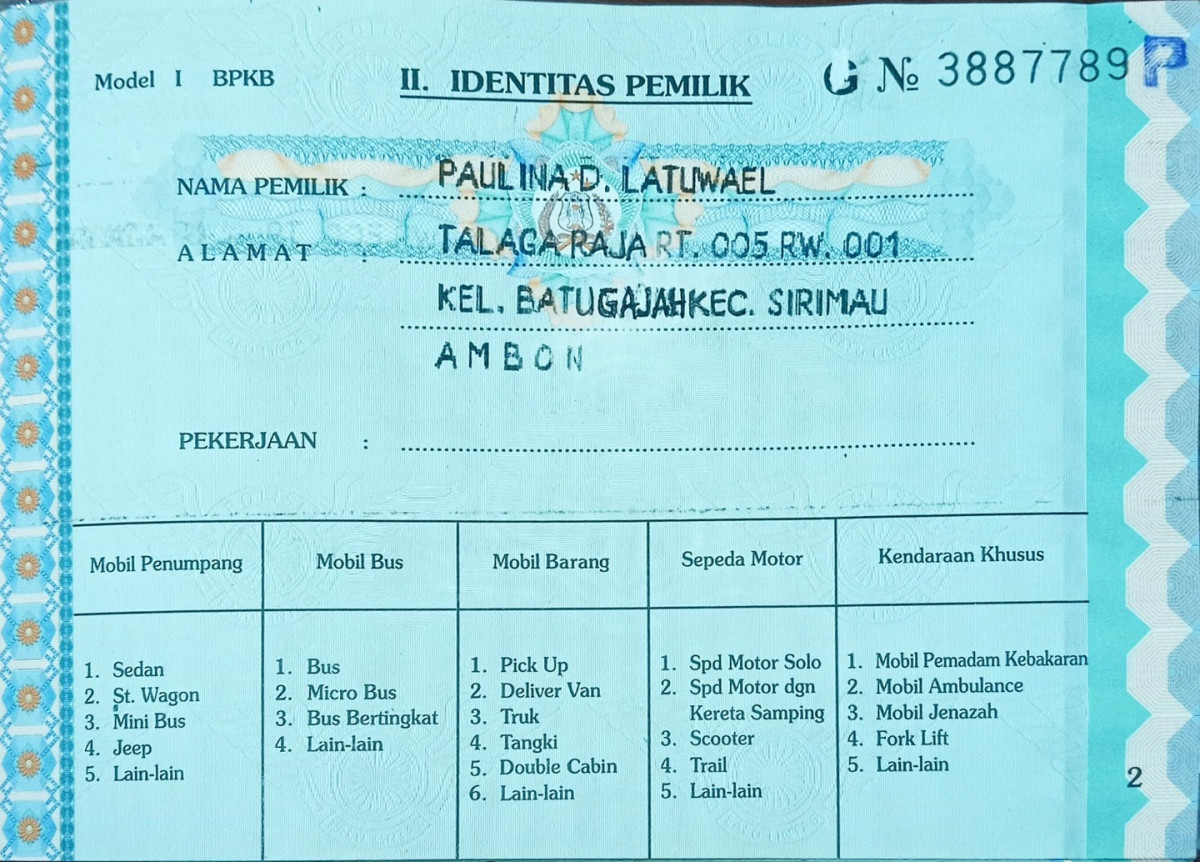 Model I BPKB
II. IDENTITAS PEMILIK
G № 3887789 P
NAMA PEMILIK : PAULINA D. LATUWAEL
ALAMAT : TALAGA RAJA RT. 005 RW. 001
KEL. BATUGAJAH KEC. SIRIMAU
AMBON
PEKERJAAN :
Mobil Penumpang
1. Sedan
2. St. Wagon
3. Mini Bus
4. Jeep
5. Lain-lain
Mobil Bus
1. Bus
2. Micro Bus
3. Bus Bertingkat
4. Lain-lain
Mobil Barang
1. Pick Up
2. Deliver Van
3. Truk
4. Tangki
5. Double Cabin
6. Lain-lain
Sepeda Motor
1. Spd Motor Solo
2. Spd Motor dgn
Kereta Samping
3. Scooter
4. Trail
5. Lain-lain
Kendaraan Khusus
1. Mobil Pemadam Kebakaran
2. Mobil Ambulance
3. Mobil Jenazah
4. Fork Lift
5. Lain-lain
2